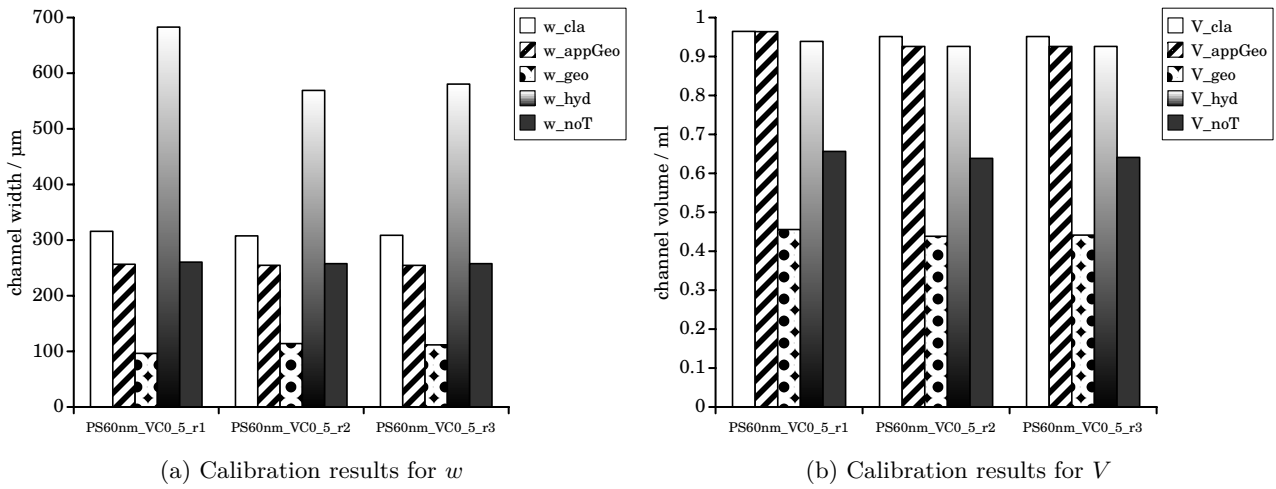 700
600
500
400
300
200
100
0
channel width / µm
PS60nm_VC0_5_r1
PS60nm_VC0_5_r2
PS60nm_VC0_5_r3
w_cla
w_appGeo
w_geo
w_hyd
w_noT
(a) Calibration results for w
1
0.9
0.8
0.7
0.6
0.5
0.4
0.3
0.2
0.1
0
channel volume / ml
PS60nm_VC0_5_r1
PS60nm_VC0_5_r2
PS60nm_VC0_5_r3
V_cla
V_appGeo
V_geo
V_hyd
V_noT
(b) Calibration results for V